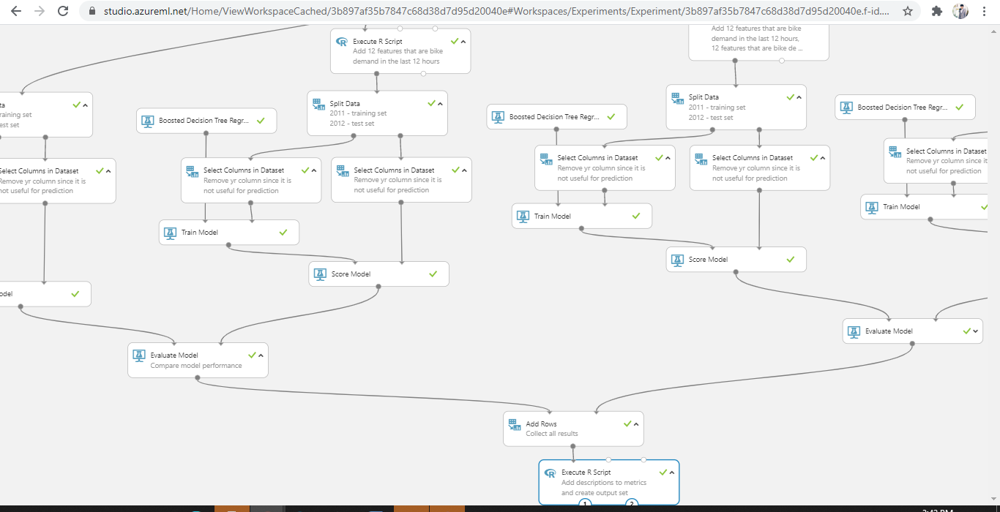 studio.azureml.net/Home/ViewWorkspaceCached/3b897af35b7847c68d38d7d95d20040e#Workspaces/Experiments/Experiment/3b897af35b7847c68d38d7d95d20040e.f-id....
Execute R Script
Add 12 features that are bike
demand in the last 12 hours
Add 12 features that are bike
demand in the last 12 hours,
12 features that are bike de ...
ta
raining set
est set
Boosted Decision Tree Regr...
Split Data
2011 - training set
2012 - test set
Boosted Decision Tree Regr...
Split Data
2011 - training set
2012 - test set
Boosted Decision Tree Regr...
Select Columns in Dataset
Remove yr column since it is
not useful for prediction
Select Columns in Dataset
Remove yr column since it is
not useful for prediction
Select Columns in Dataset
Remove yr column since it is
not useful for prediction
Select Columns in Dataset
Remove yr column since it is
not useful for prediction
Select Columns in Dataset
Remove yr column since it is
not useful for prediction
Select Columns in Dataset
Remove yr column since it
not useful for prediction
Train Model
Train Model
Train Model
odel
Score Model
Score Model
Evaluate Model
Compare model performance
Evaluate Model
Add Rows
Collect all results
Execute R Script
Add descriptions to metrics
and create output set
1
2